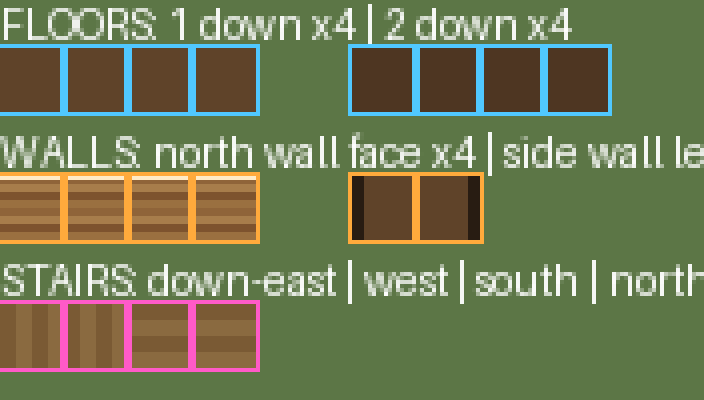 FLOORS: 1 down x4 | 2 down x4
WALLS: north wall face x4 | side wall le
STAIRS: down-east | west | south | north